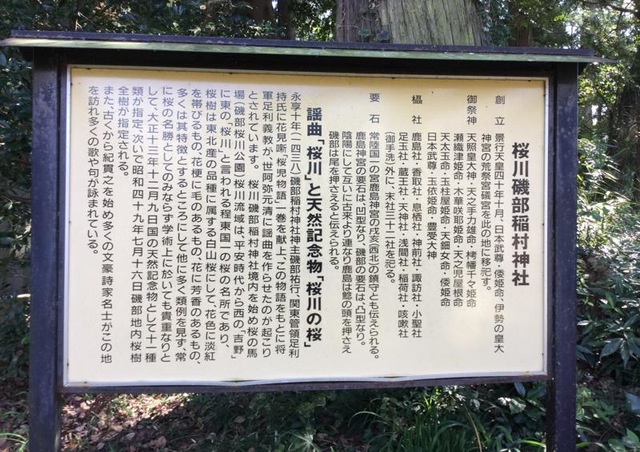 桜川磯部稲村神社
創立　景行天皇四十年十月、日本武尊・倭姫命・伊勢の皇大
神宮の荒祭宮礒宮を此の地に移祀す。
御祭神　天照皇大神・天之手力雄命・栲幡千々姫命
瀬織津姫命・木華咲耶姫命・天之児屋根命
天太玉命・玉柱屋姫命・天鈿女命・倭姫命
日本武尊・玉依姫命・豊受大神
摂社　鹿島社・香取社・息栖社・神前社・諏訪社・小聖社
足玉社・蔵王社・天神社・浅間社・稲荷社・咳嗽社
（御手洗）外に、末社三十二社を祀る。
要石　常陸国一の宮鹿島神宮の戌亥（西北）の鎮守とも伝えられる。
鹿島神宮の要石は、凹型なり、磯部の要石は、凸型なり。
陰陽にして互いに古来より連なり鹿島は鯰の頭を押さえ
磯部は尾を押さえると伝えられる。
謡曲「桜川」と天然記念物「桜川の桜」
永享十年（一四三八）磯部稲村神社神主磯部祐行、関東管領足利
持氏に花見噺「桜児物語」一巻を献上、この物語をもとに将
軍足利義教が、世阿弥元清に謡曲を作らせたのが起こり
とされています。　桜川磯部稲村神社境内を始め桜の馬
場（磯部桜川公園）桜川流域は、平安時代から西の「吉野」
に東の「桜川」と言われる程東国一の桜の名所であり、
桜樹は東北産の品種に属する白山桜にして、花色に淡紅
を帯びるもの、花梗に毛のあるもの、花に芳香のあるもの、
多くは其特徴とするところにして他に多く類例を見ず、常
に桜の名勝としてのみならず学術上に於いても貴重なりと
して、大正十三年十二月九日国の天然記念物として十一種
類が指定、次いで昭和四十九年七月十六日磯部地内桜樹
全樹が指定される。
また、古くから紀貫之を始め多くの文豪詩家名士がこの地
を訪れ多くの歌や句が詠まれている。